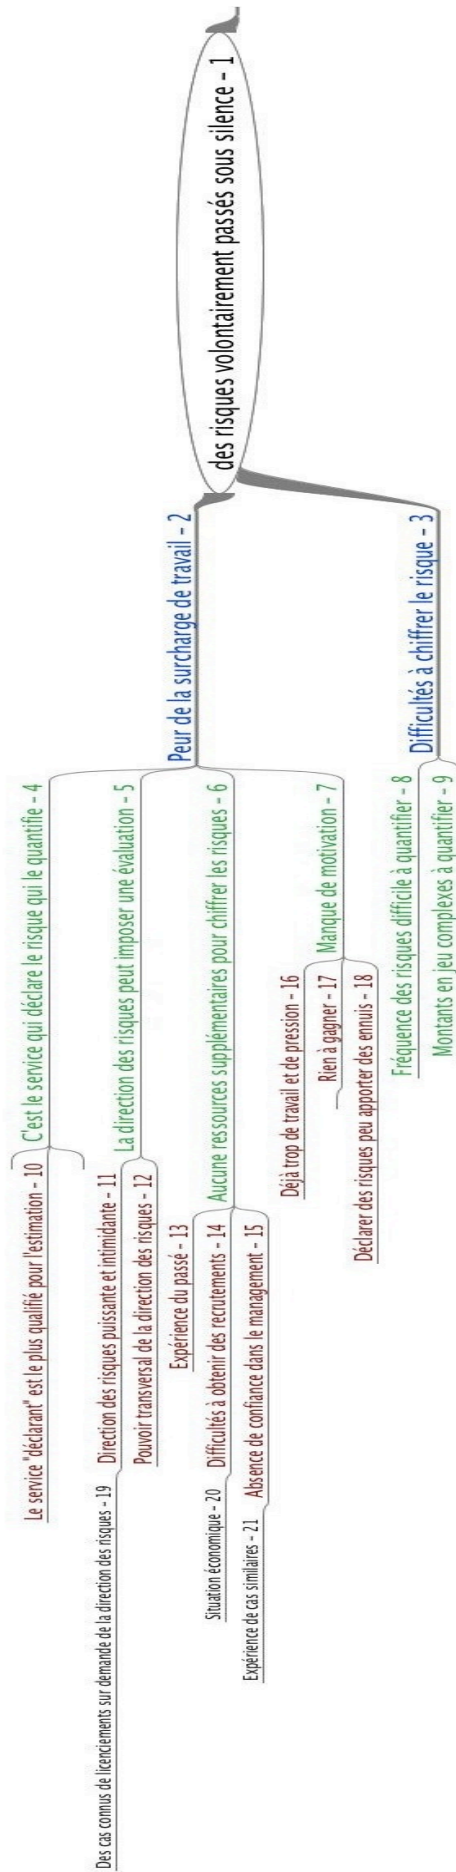 des risques volontairement passés sous silence – 1
Peur de la surcharge de travail – 2
Difficultés à chiffrer le risque – 3
C'est le service qui déclare le risque qui le quantifie – 4
La direction des risques peut imposer une évaluation – 5
Aucune ressources supplémentaires pour chiffrer les risques – 6
Manque de motivation – 7
Fréquence des risques difficile à quantifier – 8
Montants en jeu complexes à quantifier – 9
Le service "déclarant" est le plus qualifié pour l'estimation – 10
Direction des risques puissante et intimidante – 11
Pouvoir transversal de la direction des risques – 12
Expérience du passé – 13
Difficultés à obtenir des recrutements – 14
Absence de confiance dans le management – 15
Déjà trop de travail et de pression – 16
Rien à gagner – 17
Déclarer des risques peu apporter des ennuis – 18
Des cas connus de licenciements sur demande de la direction des risques – 19
Situation économique – 20
Expérience de cas similaires – 21